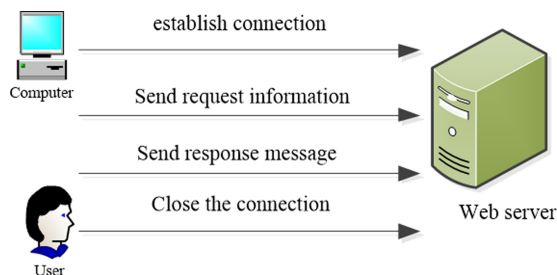 establish connection
Computer
Send request information
Send response message
Close the connection
Web server
User